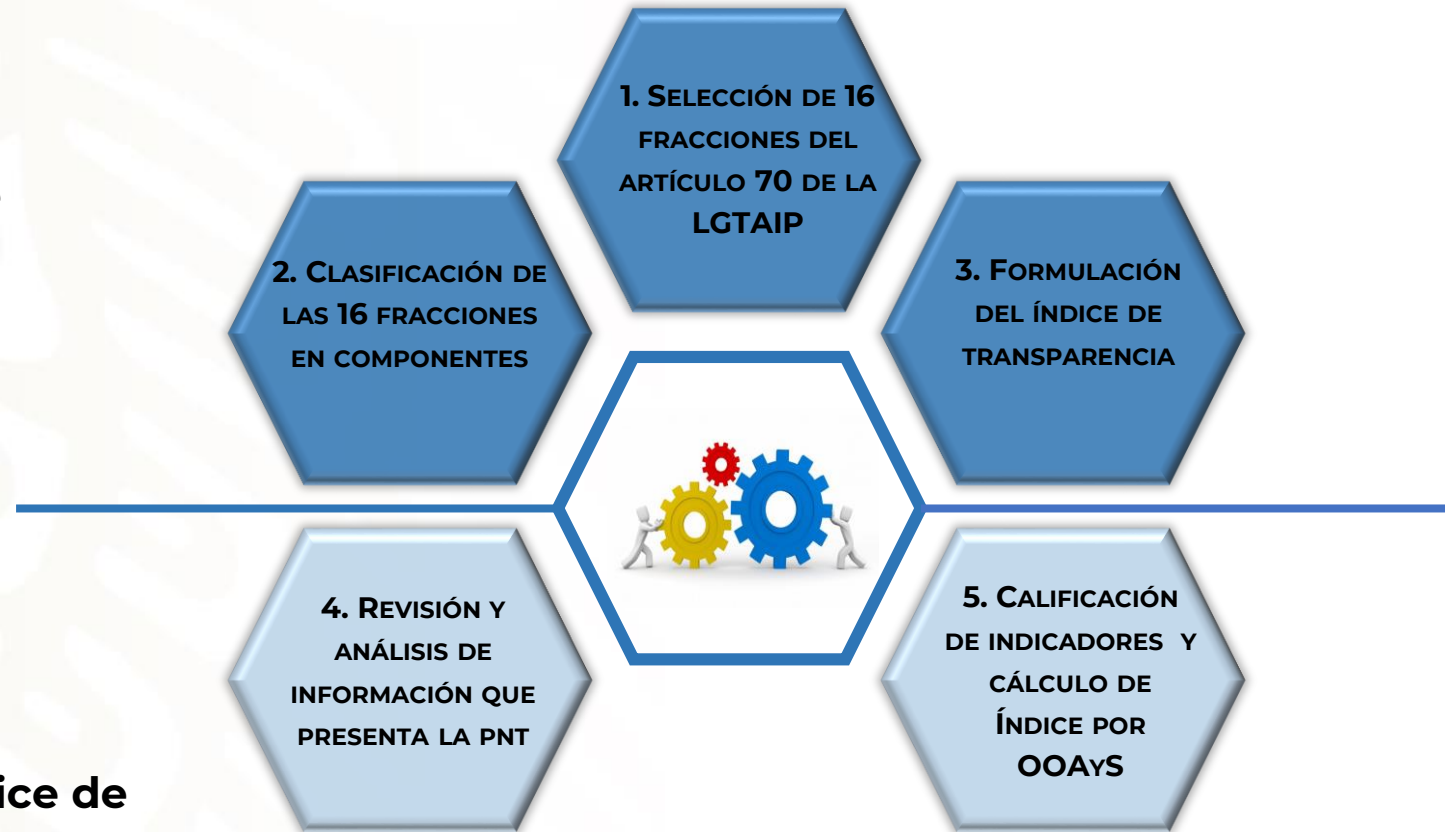 1. Selección de 16
fracciones del
artículo 70 de la
LGTAIP
2. Clasificación de
las 16 fracciones
en componentes
3. Formulación
del índice de
transparencia
4. Revisión y
análisis de
información que
presenta la pnt
5. Calificación
de indicadores y
cálculo de
Índice por
OOAyS
ice de